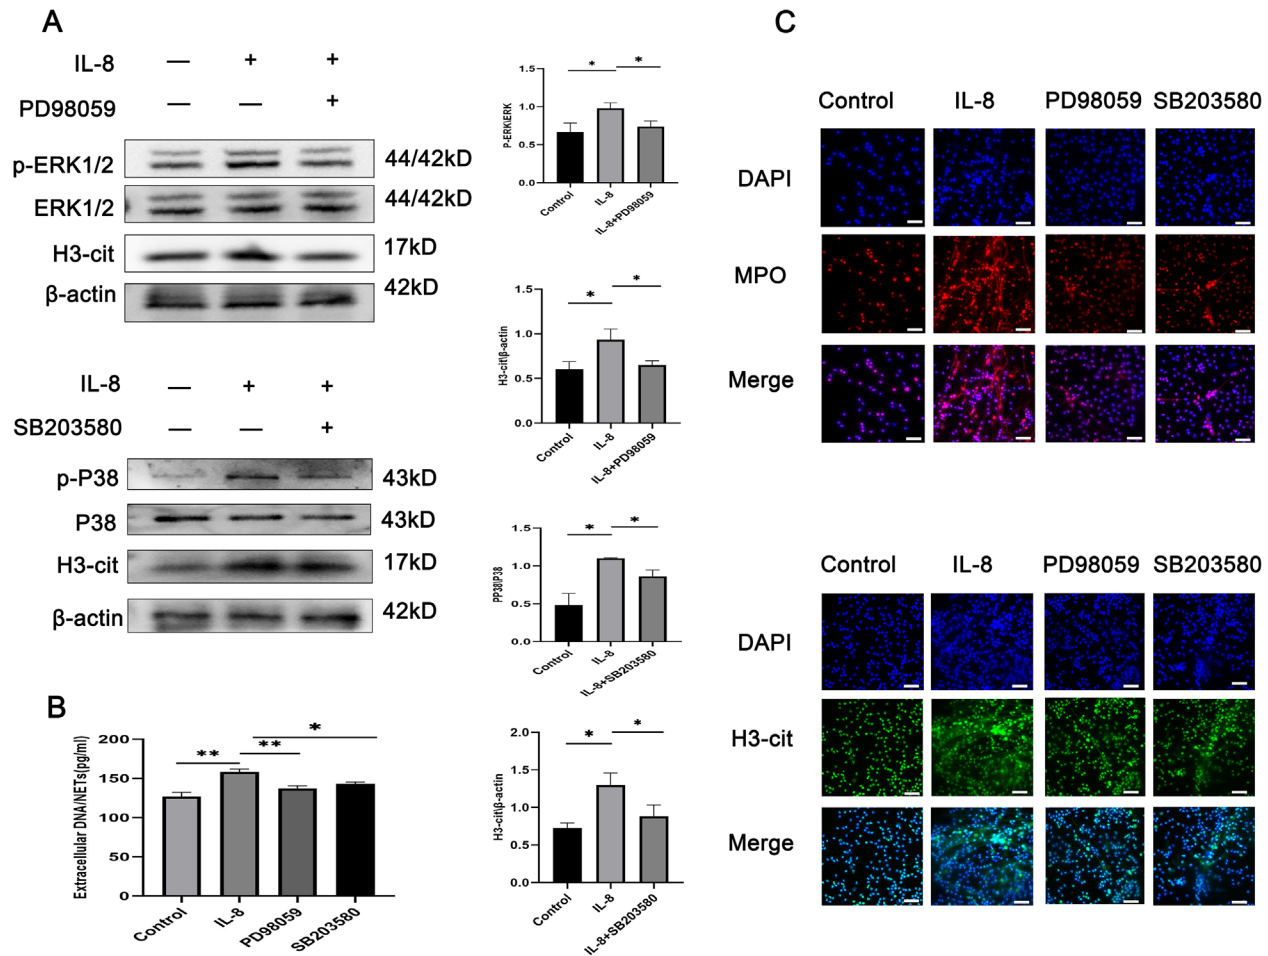 A
IL-8 — + +
PD98059 — — +
p-ERK1/2 44/42kD
ERK1/2 44/42kD
H3-cit 17kD
β-actin 42kD
IL-8 — + +
SB203580 — — +
p-P38 43kD
P38 43kD
H3-cit 17kD
β-actin 42kD
* *
1.5
1.0
0.5
0.0
P-ERK\ERK
Control IL-8 IL-8+PD98059
* *
1.5
1.0
0.5
0.0
H3-cit\β-actin
Control IL-8 IL-8+PD98059
* *
1.5
1.0
0.5
0.0
PP38\P38
Control IL-8 IL-8+SB203580
* *
2.0
1.5
1.0
0.5
0.0
H3-cit\β-actin
Control IL-8 IL-8+SB203580
B
*
** **
200
150
100
50
0
Extracellular DNA/NETs(pg/ml)
Control IL-8 PD98059 SB203580
C
Control IL-8 PD98059 SB203580
DAPI
MPO
Merge
Control IL-8 PD98059 SB203580
DAPI
H3-cit
Merge